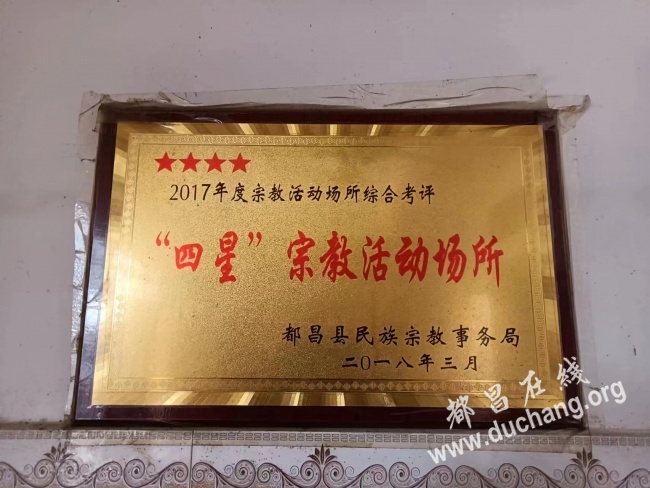 ★★★★
2017年度宗教活动场所综合考评
“四星”宗教活动场所
都昌县民族宗教事务局
二〇一八年三月
都昌在线
www.duchang.org